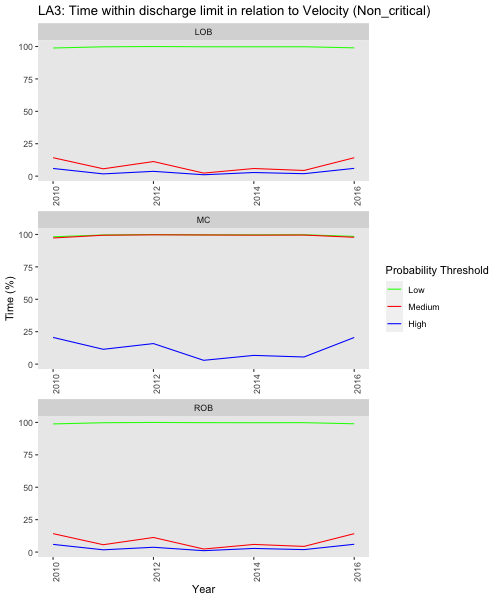 LA3: Time within discharge limit in relation to Velocity (Non_critical)
LOB
100
75
50
25
0
2010
2012
2014
2016
MC
100
75
50
25
0
2010
2012
2014
2016
ROB
100
75
50
25
0
2010
2012
2014
2016
Time (%)
Year
Probability Threshold
Low
Medium
High